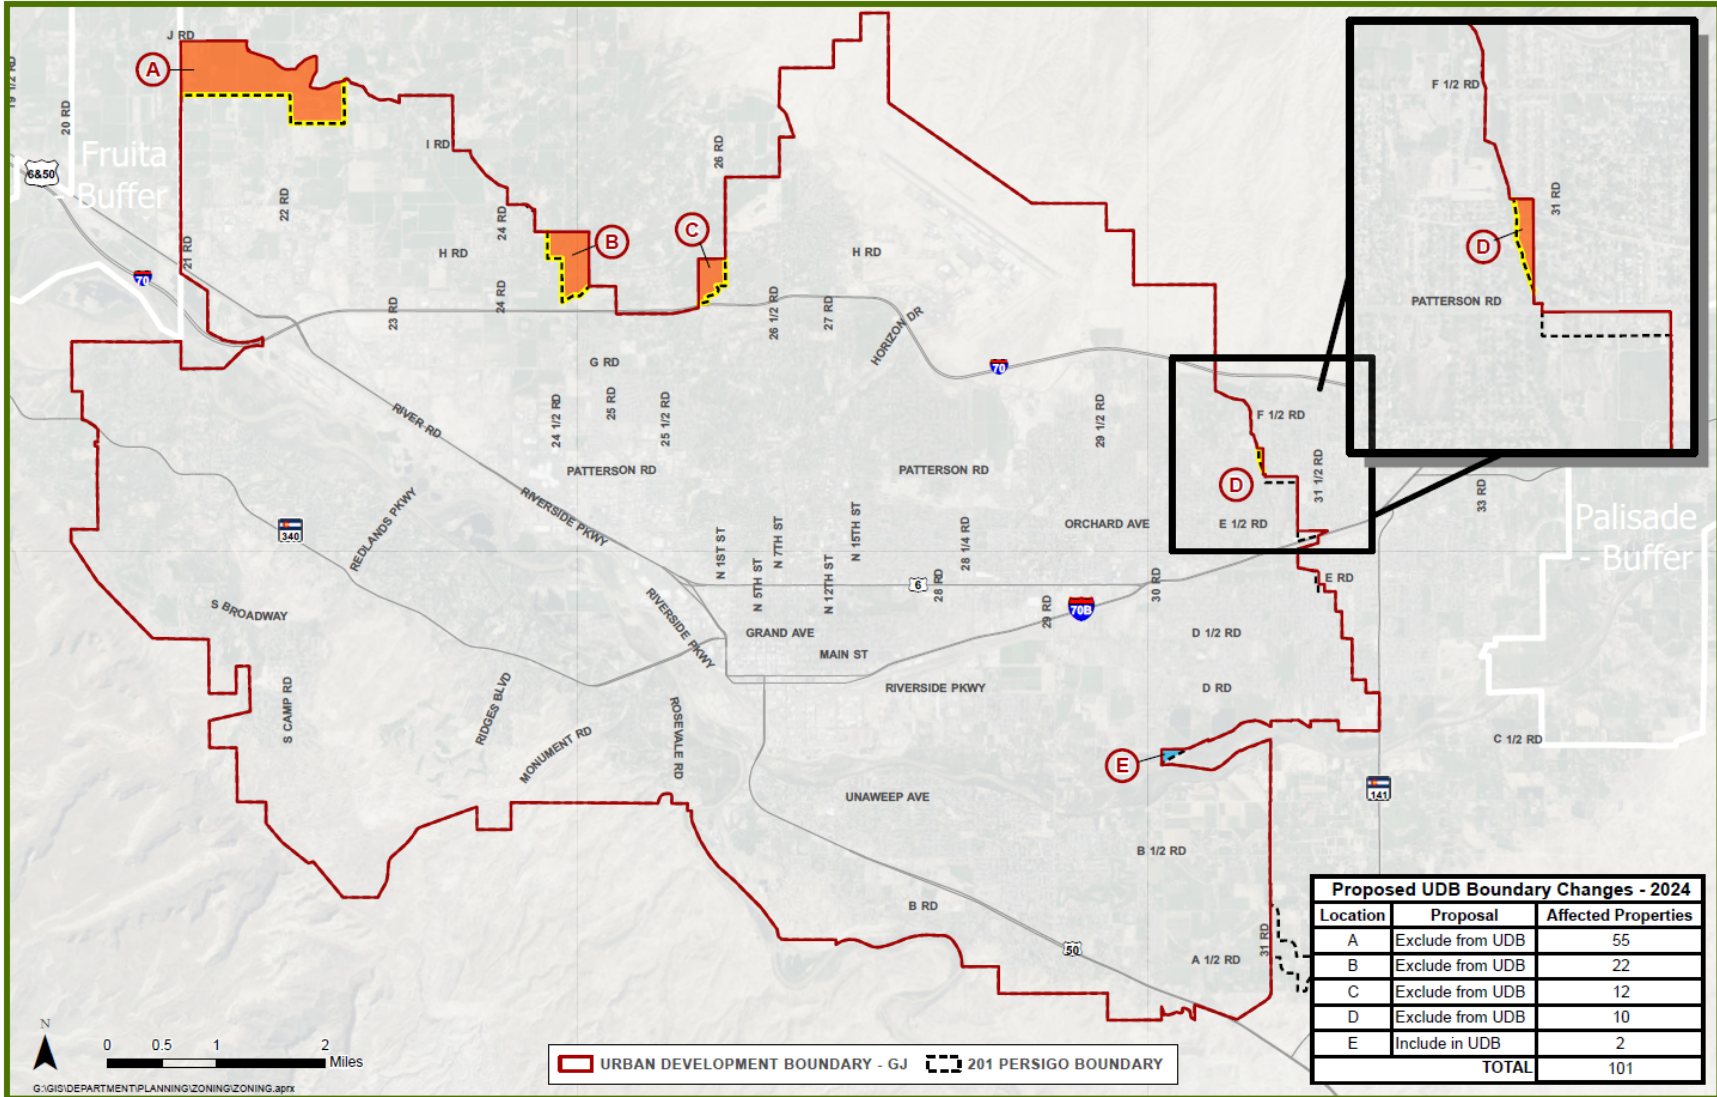 J RD
A
19 1/2 RD
20 RD
Fruita
- Buffer
6&50
I RD
22 RD
21 RD
24 RD
H RD
B
C
26 RD
H RD
70
23 RD
24 RD
26 1/2 RD
27 RD
HORIZON DR
G RD
70
24 1/2 RD
25 RD
25 1/2 RD
29 1/2 RD
F 1/2 RD
RIVER RD
PATTERSON RD
PATTERSON RD
D
31 1/2 RD
33 RD
F 1/2 RD
31 RD
D
PATTERSON RD
340
REDLANDS PKWY
RIVERSIDE PKWY
N 1ST ST
N 5TH ST
N 7TH ST
N 12TH ST
N 15TH ST
28 1/4 RD
ORCHARD AVE
E 1/2 RD
Palisade
- Buffer
6
28 RD
29 RD
70B
30 RD
E RD
S BROADWAY
RIVERSIDE PKWY
GRAND AVE
MAIN ST
D 1/2 RD
S CAMP RD
RIDGES BLVD
MONUMENT RD
ROSEVALE RD
RIVERSIDE PKWY
D RD
C 1/2 RD
E
141
UNAWEEP AVE
B 1/2 RD
B RD
50
31 RD
A 1/2 RD
Proposed UDB Boundary Changes - 2024
Location Proposal Affected Properties
A Exclude from UDB 55
B Exclude from UDB 22
C Exclude from UDB 12
D Exclude from UDB 10
E Include in UDB 2
TOTAL 101
N
0 0.5 1 2
Miles
URBAN DEVELOPMENT BOUNDARY - GJ 201 PERSIGO BOUNDARY
G:\GIS\DEPARTMENT\PLANNING\ZONING\ZONING.aprx